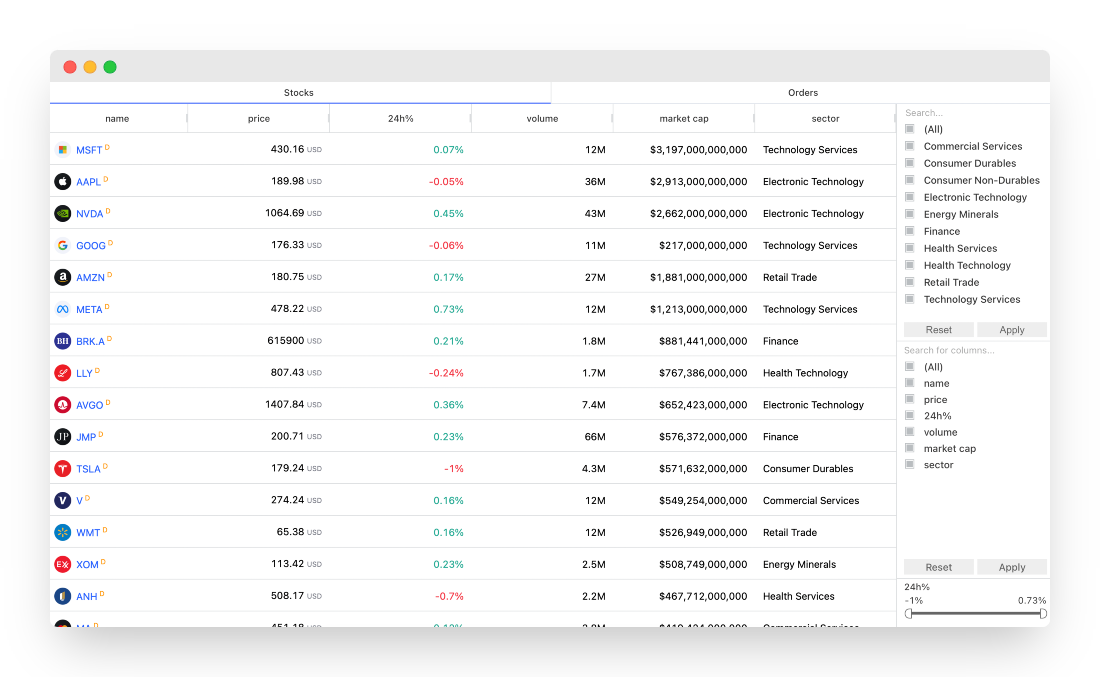 Stocks Orders
name price 24h% volume market cap sector
MSFT D 430.16 USD 0.07% 12M $3,197,000,000,000 Technology Services
AAPL D 189.98 USD -0.05% 36M $2,913,000,000,000 Electronic Technology
NVDA D 1064.69 USD 0.45% 43M $2,662,000,000,000 Electronic Technology
GOOG D 176.33 USD -0.06% 11M $217,000,000,000 Technology Services
AMZN D 180.75 USD 0.17% 27M $1,881,000,000,000 Retail Trade
META D 478.22 USD 0.73% 12M $1,213,000,000,000 Technology Services
BH BRK.A D 615900 USD 0.21% 1.8M $881,441,000,000 Finance
LLY D 807.43 USD -0.24% 1.7M $767,386,000,000 Health Technology
AVGO D 1407.84 USD 0.36% 7.4M $652,423,000,000 Electronic Technology
JP JMP D 200.71 USD 0.23% 66M $576,372,000,000 Finance
TSLA D 179.24 USD -1% 4.3M $571,632,000,000 Consumer Durables
V V D 274.24 USD 0.16% 12M $549,254,000,000 Commercial Services
WMT D 65.38 USD 0.16% 12M $526,949,000,000 Retail Trade
EX XOM D 113.42 USD 0.23% 2.5M $508,749,000,000 Energy Minerals
ANH D 508.17 USD -0.7% 2.2M $467,712,000,000 Health Services
MA D 451.18 USD Commercial Services
Search...
(All)
Commercial Services
Consumer Durables
Consumer Non-Durables
Electronic Technology
Energy Minerals
Finance
Health Services
Health Technology
Retail Trade
Technology Services
Reset Apply
Search for columns...
(All)
name
price
24h%
volume
market cap
sector
Reset Apply
24h%
-1% 0.73%